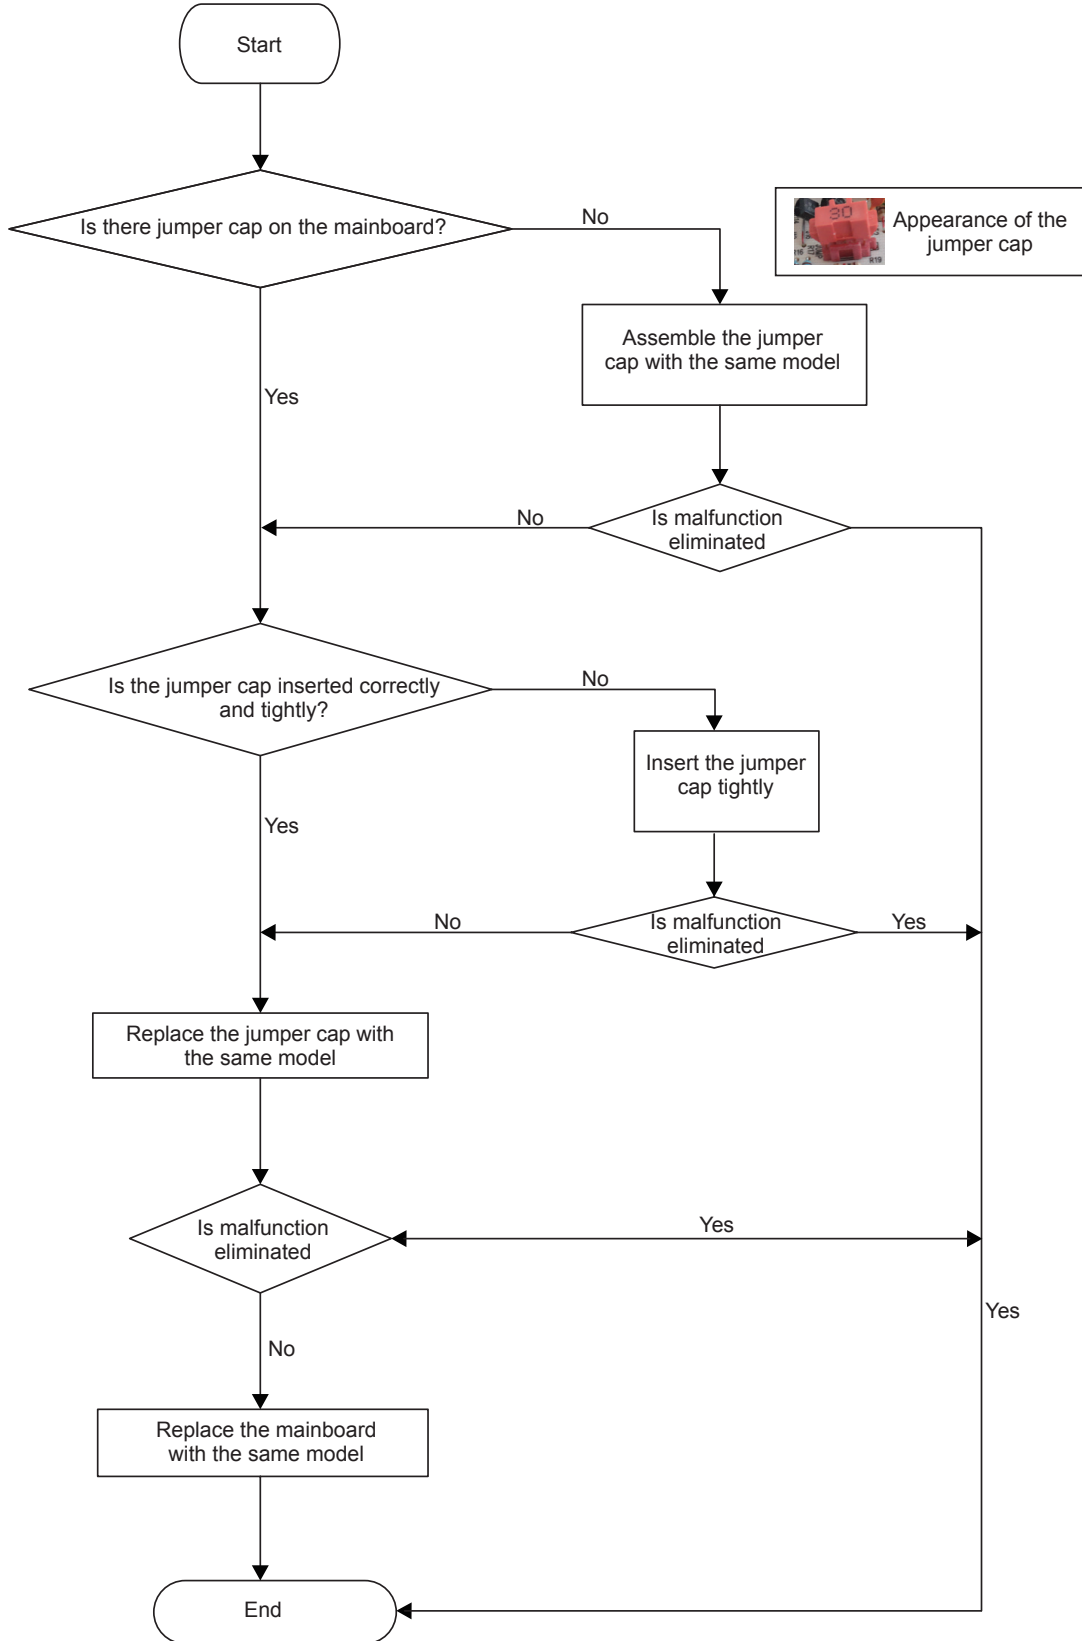 Start
Is there jumper cap on the mainboard?
No
30
R19
Appearance of the
jumper cap
Assemble the jumper
cap with the same model
Yes
No
Is malfunction
eliminated
Is the jumper cap inserted correctly
and tightly?
No
Insert the jumper
cap tightly
Yes
No
Is malfunction
eliminated
Yes
Replace the jumper cap with
the same model
Is malfunction
eliminated
Yes
Yes
No
Replace the mainboard
with the same model
End